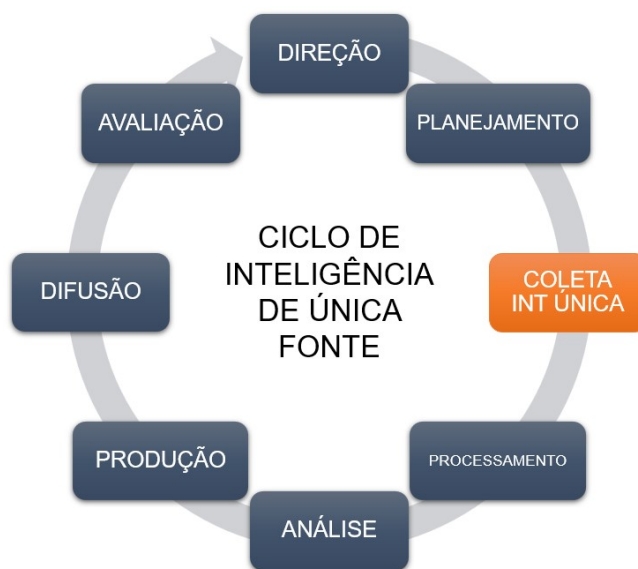 DIREÇÃO
PLANEJAMENTO
COLETA
INT ÚNICA
PROCESSAMENTO
ANÁLISE
PRODUÇÃO
DIFUSÃO
AVALIAÇÃO
CICLO DE
INTELIGÊNCIA
DE ÚNICA
FONTE